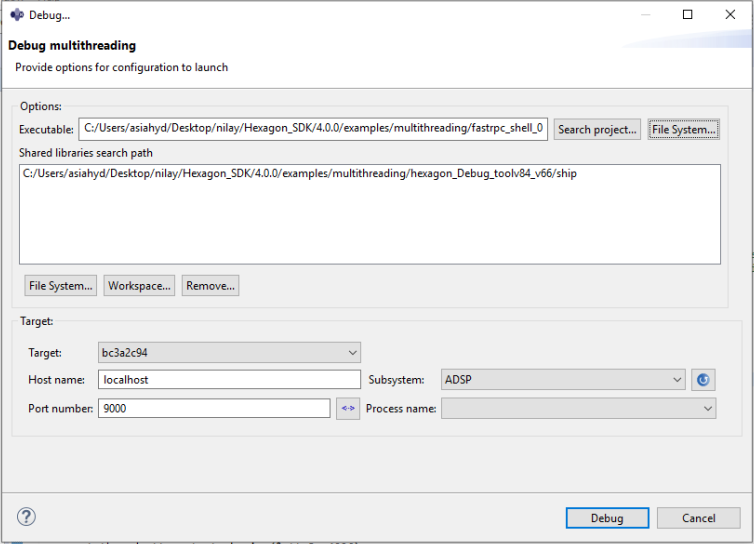 Debug...
Debug multithreading
Provide options for configuration to launch
Options:
Executable: C:/Users/asiahyd/Desktop/nilay/Hexagon_SDK/4.0.0/examples/multithreading/fastrpc_shell_0 Search project... File System...
Shared libraries search path
C:/Users/asiahyd/Desktop/nilay/Hexagon_SDK/4.0.0/examples/multithreading/hexagon_Debug_toolv84_v66/ship
File System... Workspace... Remove...
Target:
Target: bc3a2c94
Host name: localhost Subsystem: ADSP
Port number: 9000 <-> Process name:
? Debug Cancel